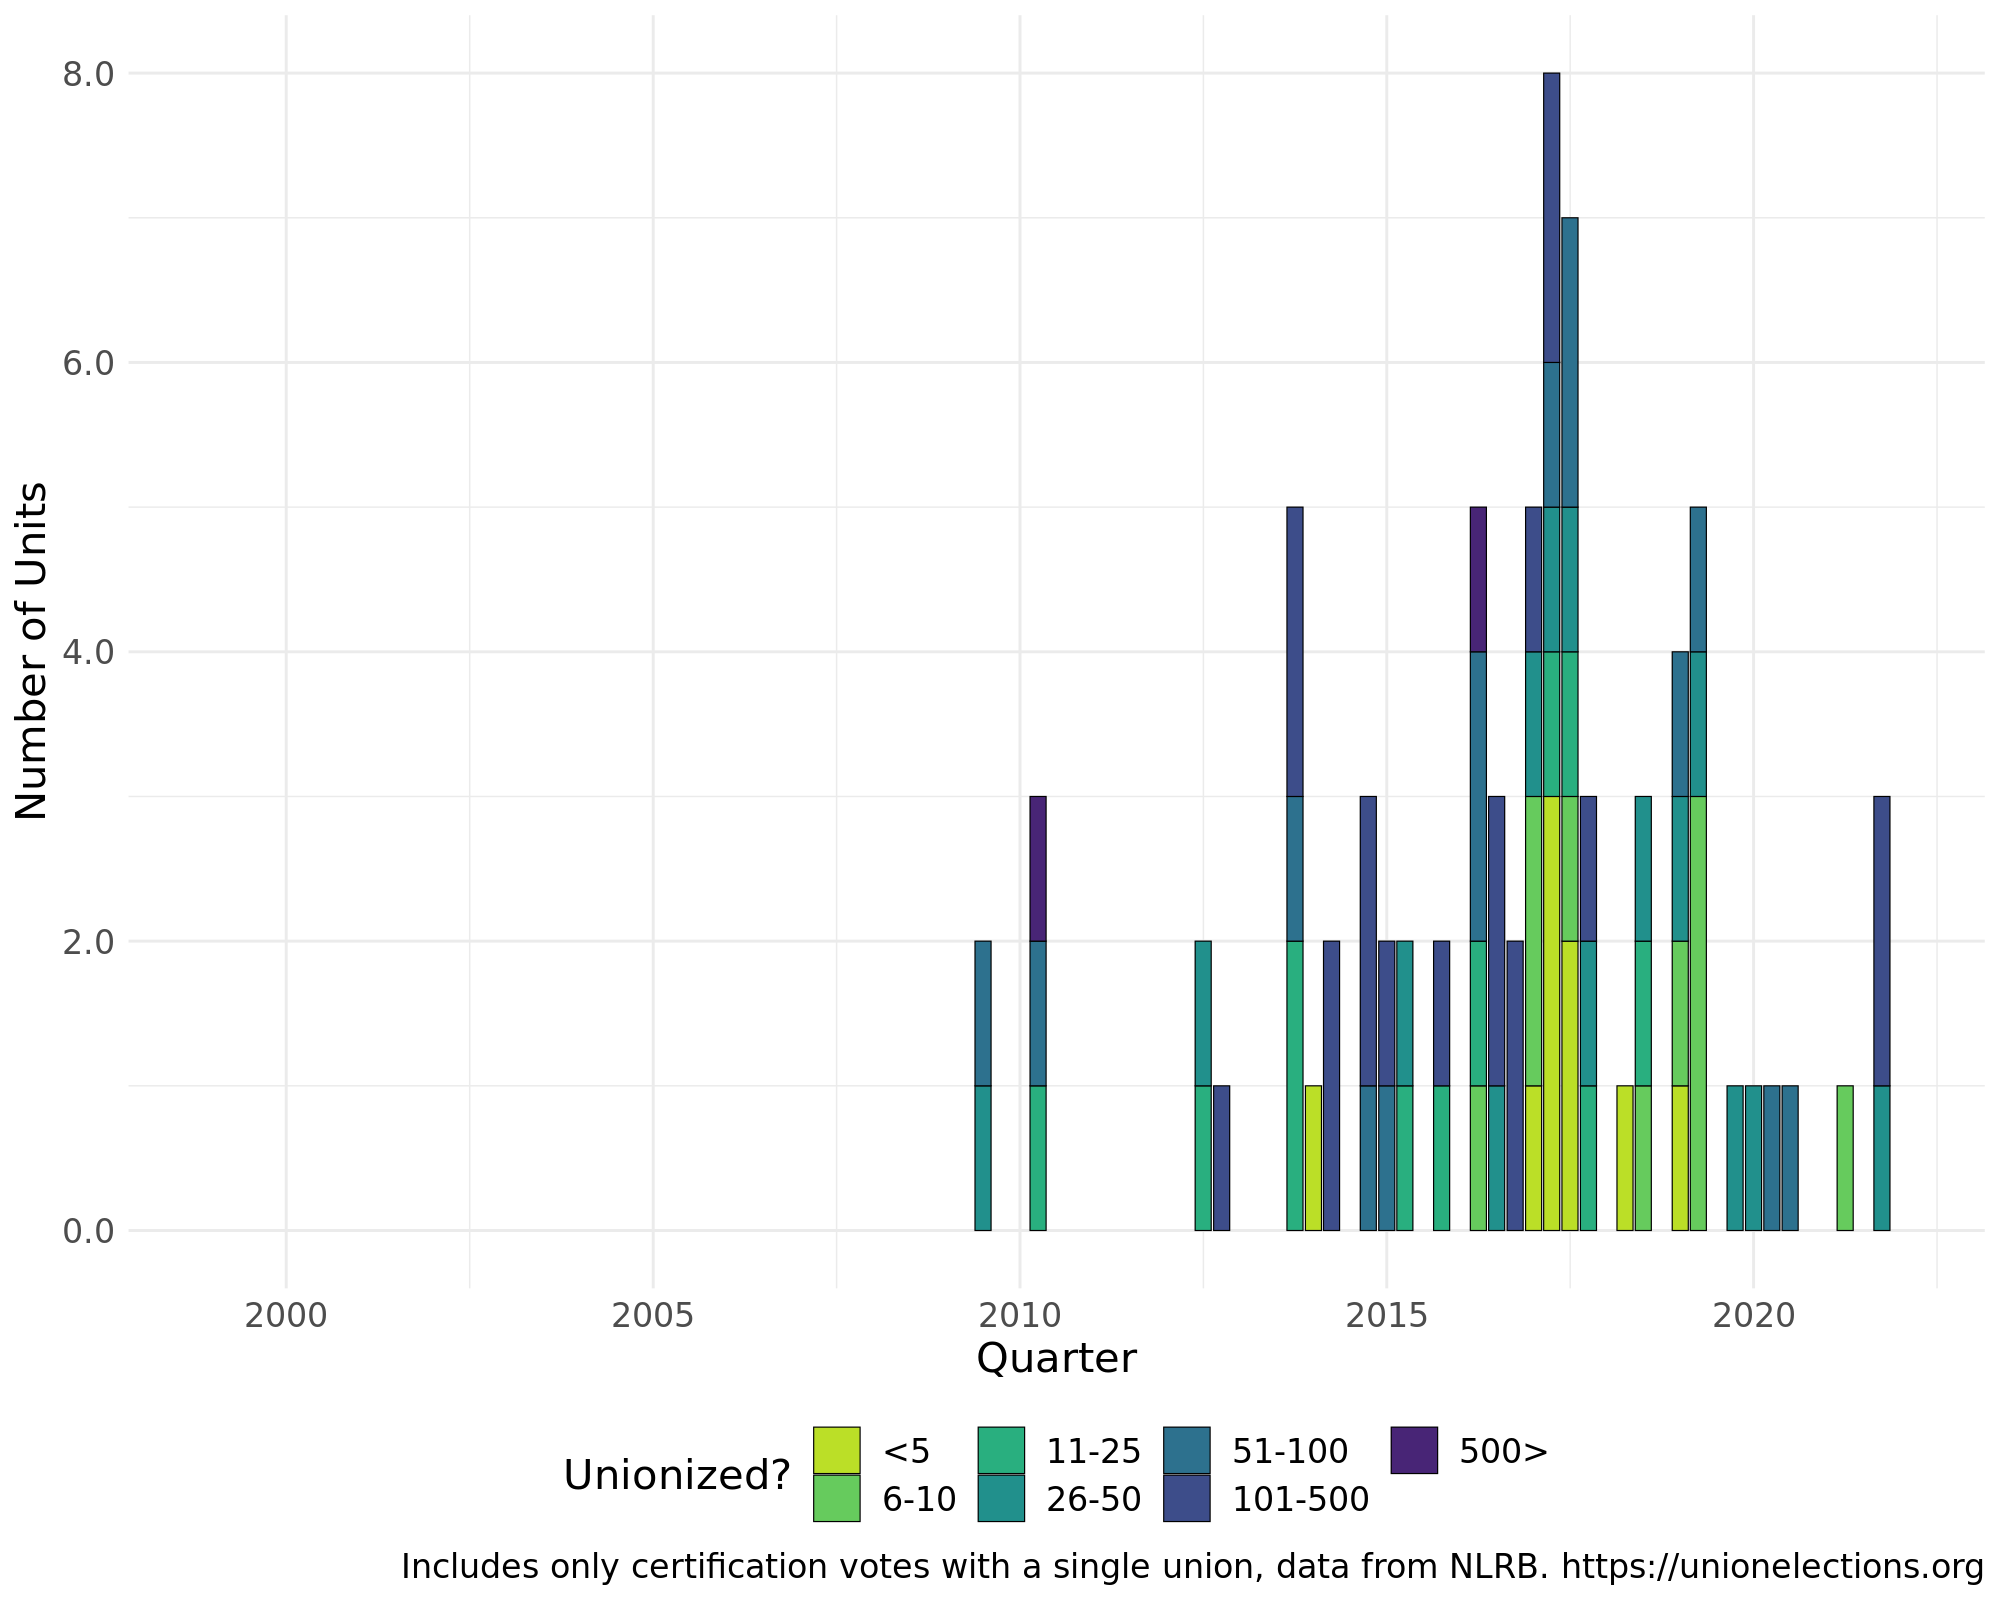 8.0
6.0
4.0
2.0
0.0
Number of Units
2000 2005 2010 2015 2020
Quarter
Unionized?
<5 11-25 51-100 500>
6-10 26-50 101-500
Includes only certification votes with a single union, data from NLRB. https://unionelections.org